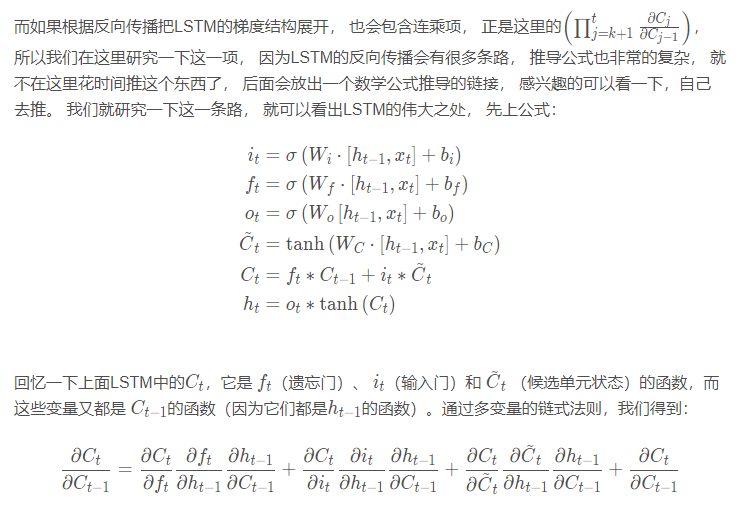 而如果根据反向传播把LSTM的梯度结构展开， 也会包含连乘项， 正是这里的$\left(\prod_{j=k+1}^{t} \frac{\partial C_j}{\partial C_{j-1}}\right)$，
所以我们在这里研究一下这一项， 因为LSTM的反向传播会有很多条路， 推导公式也非常的复杂， 就
不在这里花时间推这个东西了， 后面会放出一个数学公式推导的链接， 感兴趣的可以看一下，自己
去推。 我们就研究一下这一条路， 就可以看出LSTM的伟大之处， 先上公式：
$i_t = \sigma\left(W_i \cdot [h_{t-1}, x_t] + b_i\right)$
$f_t = \sigma\left(W_f \cdot [h_{t-1}, x_t] + b_f\right)$
$o_t = \sigma\left(W_o [h_{t-1}, x_t] + b_o\right)$
$\tilde{C}_t = \tanh\left(W_C \cdot [h_{t-1}, x_t] + b_C\right)$
$C_t = f_t * C_{t-1} + i_t * \tilde{C}_t$
$h_t = o_t * \tanh\left(C_t\right)$
回忆一下上面LSTM中的$C_t$，它是 $f_t$（遗忘门）、 $i_t$（输入门）和 $\tilde{C}_t$ （候选单元状态）的函数，而
这些变量又都是 $C_{t-1}$的函数（因为它们都是$h_{t-1}$的函数）。通过多变量的链式法则，我们得到：
$\frac{\partial C_t}{\partial C_{t-1}} = \frac{\partial C_t}{\partial f_t} \frac{\partial f_t}{\partial h_{t-1}} \frac{\partial h_{t-1}}{\partial C_{t-1}} + \frac{\partial C_t}{\partial i_t} \frac{\partial i_t}{\partial h_{t-1}} \frac{\partial h_{t-1}}{\partial C_{t-1}} + \frac{\partial C_t}{\partial \tilde{C}_t} \frac{\partial \tilde{C}_t}{\partial h_{t-1}} \frac{\partial h_{t-1}}{\partial C_{t-1}} + \frac{\partial C_t}{\partial C_{t-1}}$